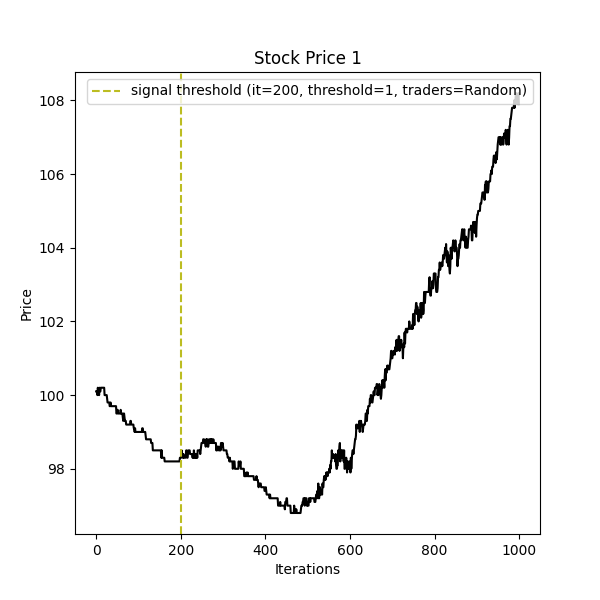 Stock Price 1
signal threshold (it=200, threshold=1, traders=Random)
108
106
104
102
100
98
Price
0 200 400 600 800 1000
Iterations